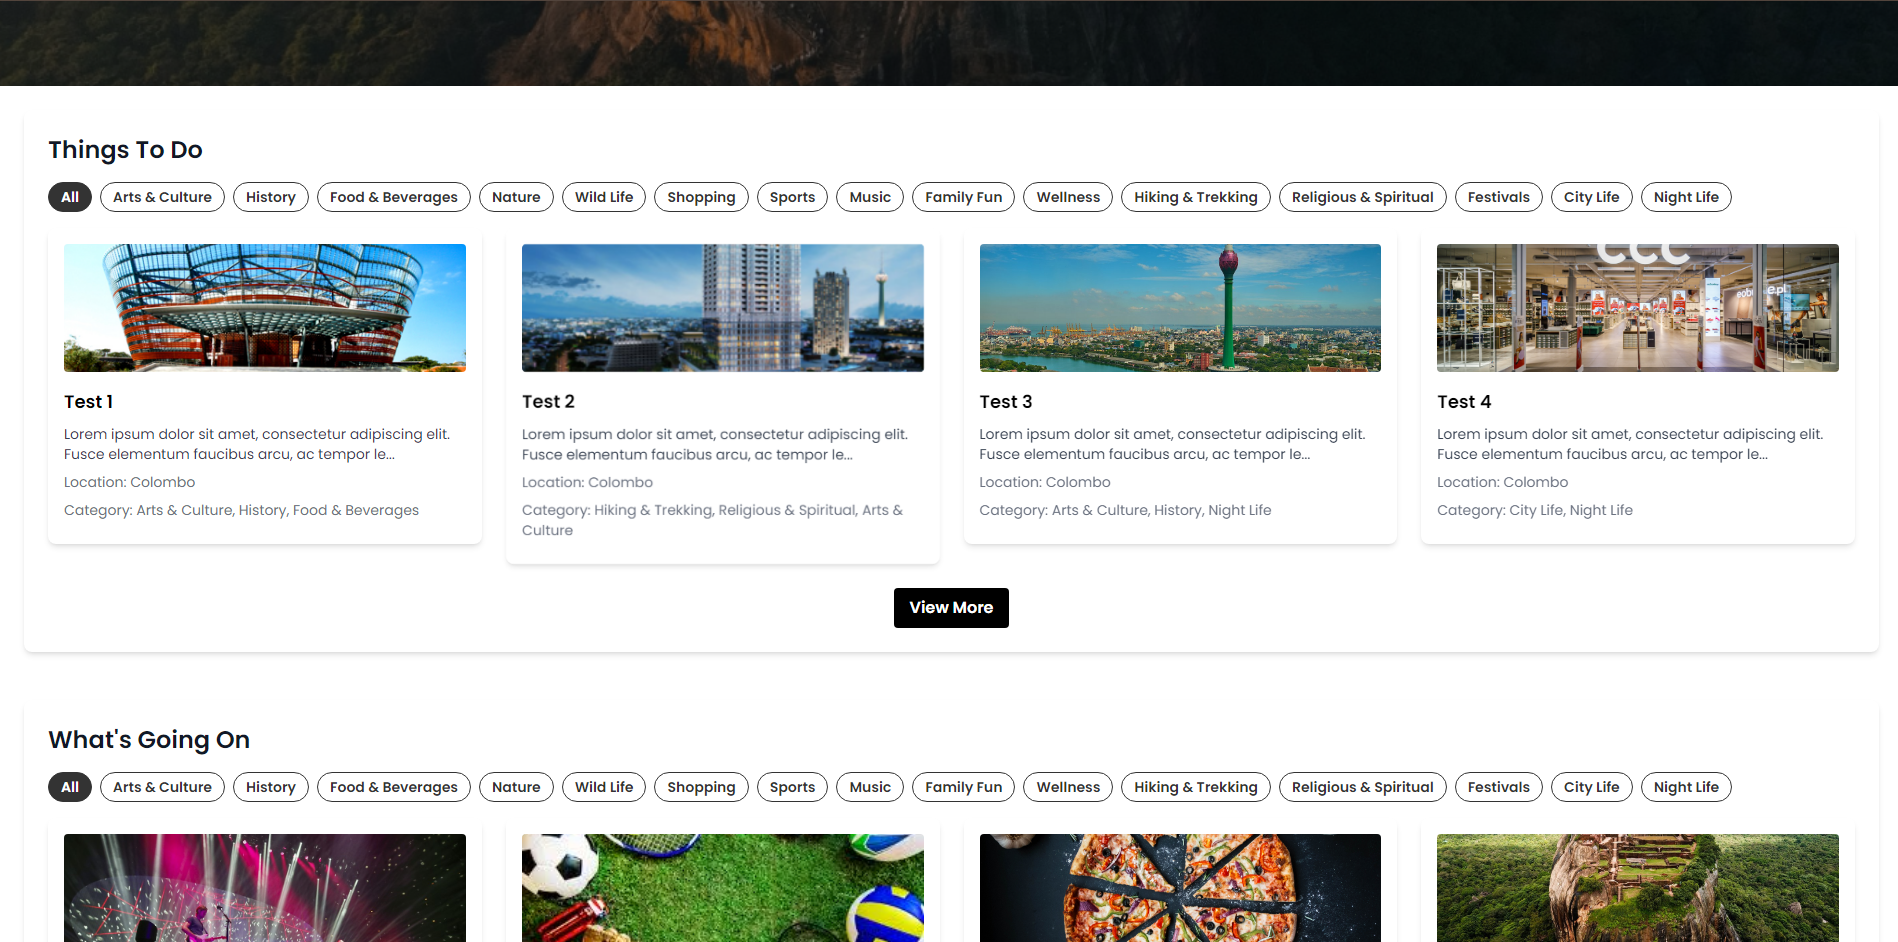 Things To Do
All Arts & Culture History Food & Beverages Nature Wild Life Shopping Sports Music Family Fun Wellness Hiking & Trekking Religious & Spiritual Festivals City Life Night Life
CCC
Test 1
Lorem ipsum dolor sit amet, consectetur adipiscing elit.
Fusce elementum faucibus arcu, ac tempor le...
Location: Colombo
Category: Arts & Culture, History, Food & Beverages
Test 2
Lorem ipsum dolor sit amet, consectetur adipiscing elit.
Fusce elementum faucibus arcu, ac tempor le...
Location: Colombo
Category: Hiking & Trekking, Religious & Spiritual, Arts &
Culture
Test 3
Lorem ipsum dolor sit amet, consectetur adipiscing elit.
Fusce elementum faucibus arcu, ac tempor le...
Location: Colombo
Category: Arts & Culture, History, Night Life
Test 4
Lorem ipsum dolor sit amet, consectetur adipiscing elit.
Fusce elementum faucibus arcu, ac tempor le...
Location: Colombo
Category: City Life, Night Life
View More
What's Going On
All Arts & Culture History Food & Beverages Nature Wild Life Shopping Sports Music Family Fun Wellness Hiking & Trekking Religious & Spiritual Festivals City Life Night Life